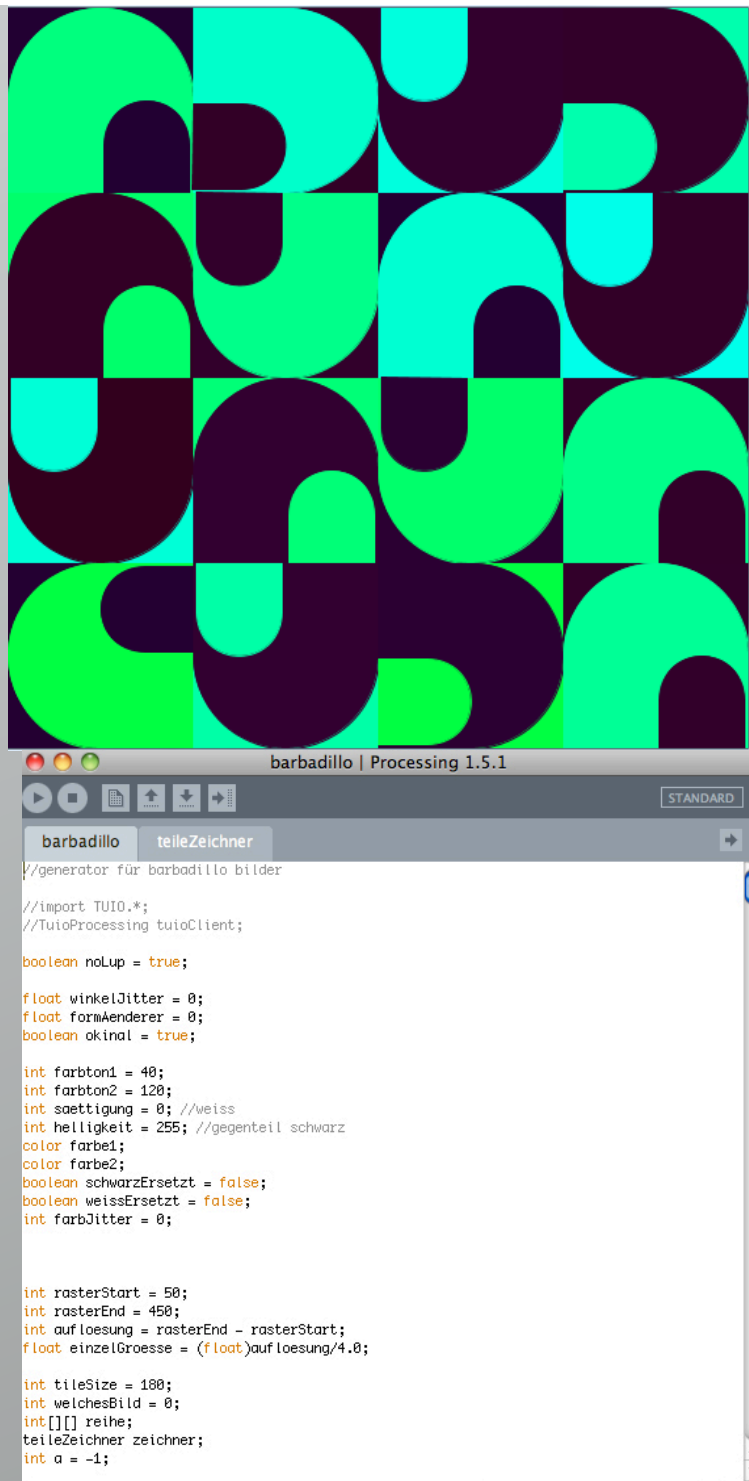 barbadillo | Processing 1.5.1
STANDARD
barbadillo teileZeichner
//generator für barbadillo bilder
//import TUIO.*;
//TuioProcessing tuioClient;
boolean noLup = true;
float winkelJitter = 0;
float formAenderer = 0;
boolean okinal = true;
int farbton1 = 40;
int farbton2 = 120;
int saettigung = 0; //weiss
int helligkeit = 255; //gegenteil schwarz
color farbe1;
color farbe2;
boolean schwarzErsetzt = false;
boolean weissErsetzt = false;
int farbJitter = 0;
int rasterStart = 50;
int rasterEnd = 450;
int aufloesung = rasterEnd - rasterStart;
float einzelGroesse = (float)aufloesung/4.0;
int tileSize = 180;
int welchesBild = 0;
int[][] reihe;
teileZeichner zeichner;
int a = -1;